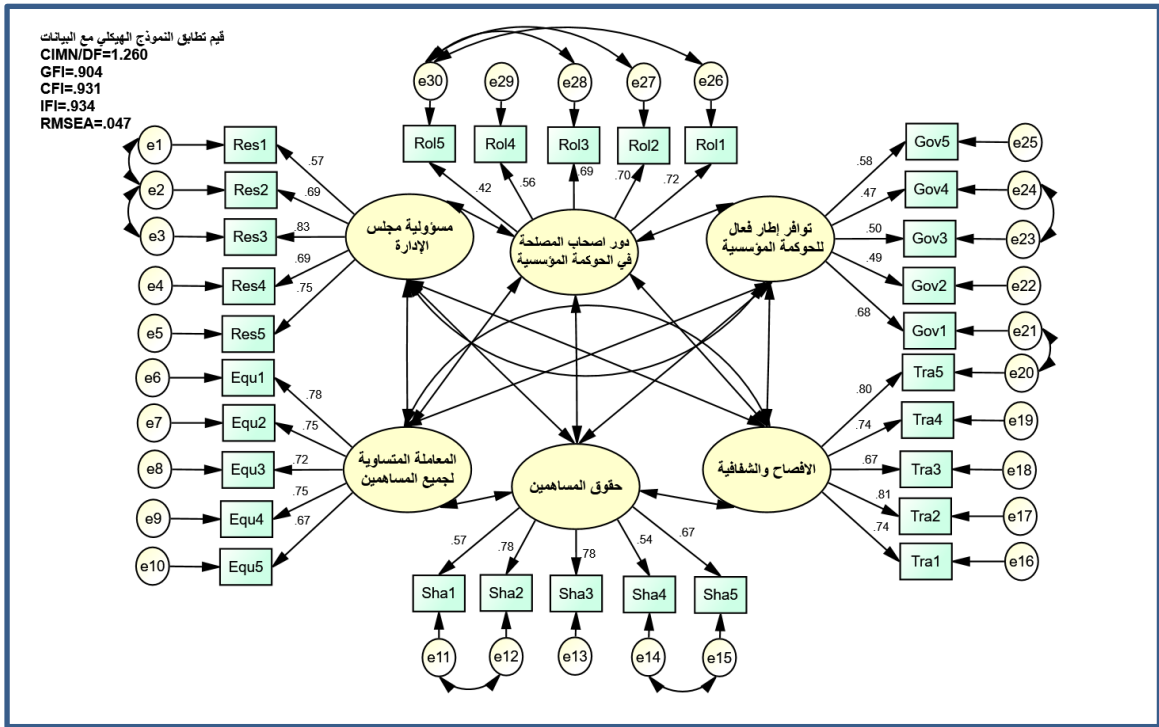 قيم تطابق النموذج الهيكلي مع البيانات
CIMN/DF=1.260
GFI=.904
CFI=.931
IFI=.934
RMSEA=.047
e30
e29
e28
e27
e26
Rol5
Rol4
Rol3
Rol2
Rol1
.42
.56
.69
.70
.72
e1
Res1
.57
e2
Res2
.69
e3
Res3
.83
e4
Res4
.69
e5
Res5
.75
مسؤولية مجلس
الإدارة
دور اصحاب المصلحة
في الحوكمة المؤسسية
توافر إطار فعال
للحوكمة المؤسسية
.58
Gov5
e25
.47
Gov4
e24
.50
Gov3
e23
.49
Gov2
e22
.68
Gov1
e21
e6
Equ1
.78
e7
Equ2
.75
e8
Equ3
.72
e9
Equ4
.75
e10
Equ5
.67
المعاملة المتساوية
لجميع المساهمين
حقوق المساهمين
الافصاح والشفافية
.80
Tra5
e20
.74
Tra4
e19
.67
Tra3
e18
.81
Tra2
e17
.74
Tra1
e16
.57
.78
.78
.54
.67
Sha1
Sha2
Sha3
Sha4
Sha5
e11
e12
e13
e14
e15